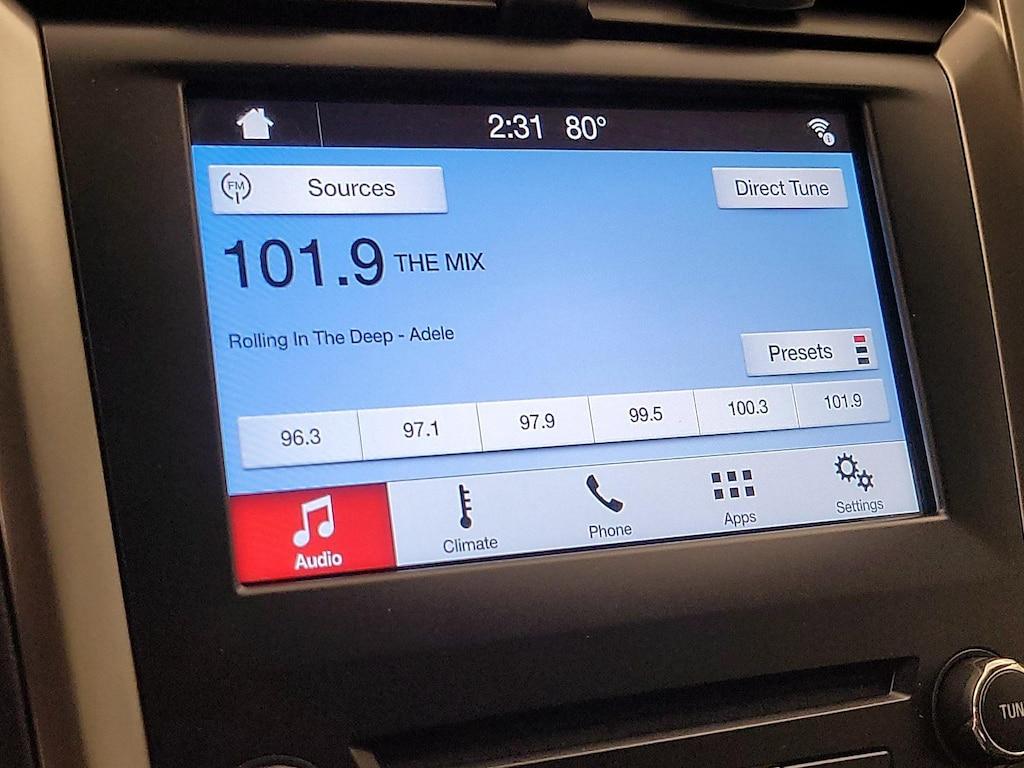 2:31 80°
FM Sources
Direct Tune
101.9 THE MIX
Rolling In The Deep - Adele
Presets
96.3 97.1 97.9 99.5 100.3 101.9
Audio Climate Phone Apps Settings
TUN